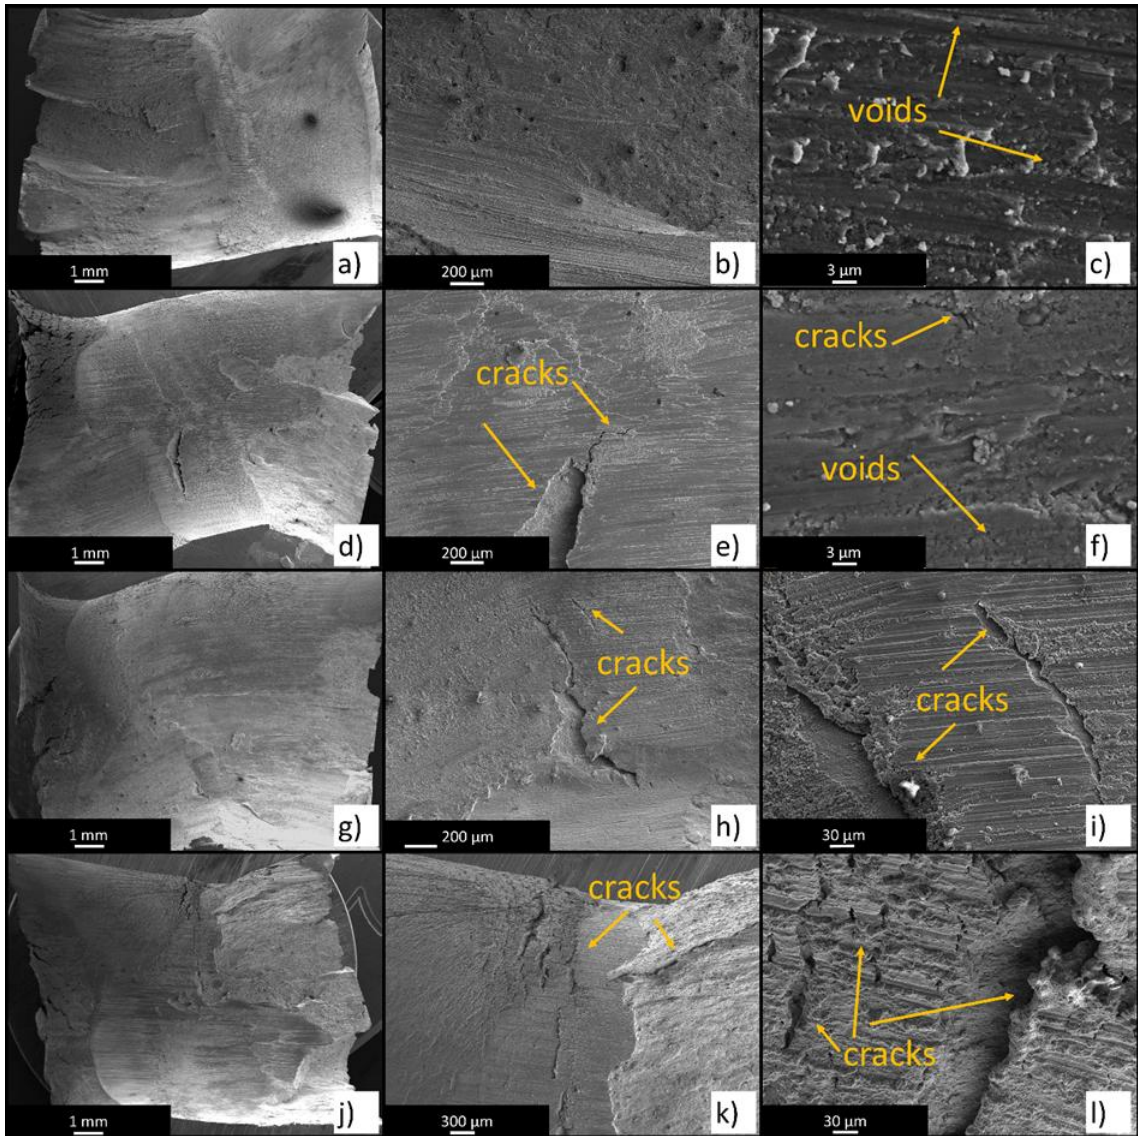 voids
1 mm
a)
200 µm
b)
3 µm
c)
cracks
cracks
voids
1 mm
d)
200 µm
e)
3 µm
f)
cracks
cracks
1 mm
g)
200 µm
h)
30 µm
i)
cracks
cracks
1 mm
j)
300 µm
k)
30 µm
l)